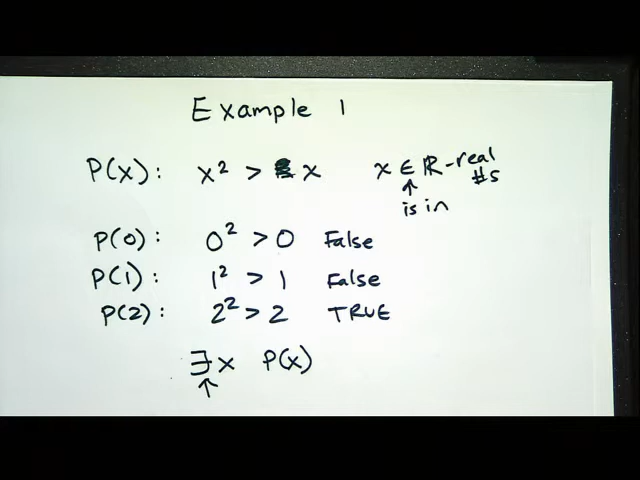 Example 1
P(x): x² > x x ∈ ℝ - real #s
↑
is in
P(0): 0² > 0 False
P(1): 1² > 1 False
P(2): 2² > 2 TRUE
∃x P(x)
↑